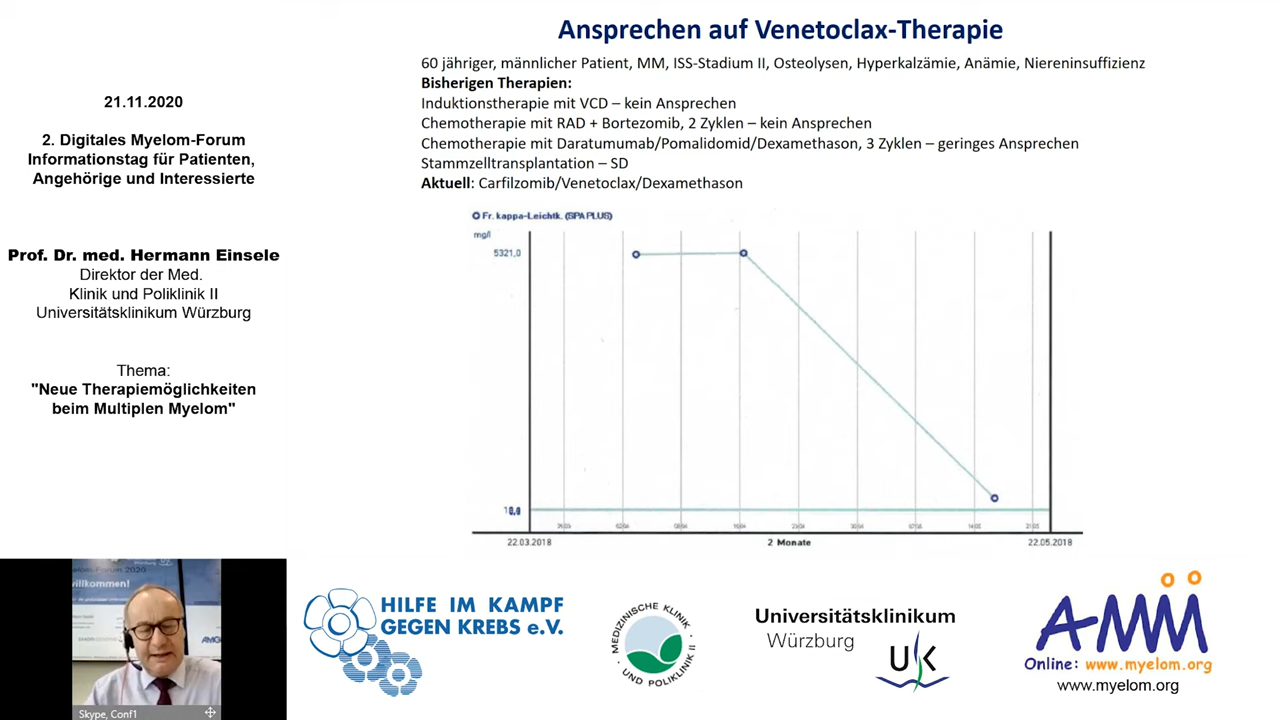 Ansprechen auf Venetoclax-Therapie
60 jähriger, männlicher Patient, MM, ISS-Stadium II, Osteolysen, Hyperkalzämie, Anämie, Niereninsuffizienz
Bisherigen Therapien:
Induktionstherapie mit VCD – kein Ansprechen
Chemotherapie mit RAD + Bortezomib, 2 Zyklen – kein Ansprechen
Chemotherapie mit Daratumumab/Pomalidomid/Dexamethason, 3 Zyklen – geringes Ansprechen
Stammzelltransplantation – SD
Aktuell: Carfilzomib/Venetoclax/Dexamethason
Fr. kappa-Leichtk. (SPAPLUS)
mg/l
5321,0
22.03.2018
2 Monate
22.05.2018
21.11.2020
2. Digitales Myelom-Forum
Informationstag für Patienten,
Angehörige und Interessierte
Prof. Dr. med. Hermann Einsele
Direktor der Med.
Klinik und Poliklinik II
Universitätsklinikum Würzburg
Thema:
"Neue Therapiemöglichkeiten
beim Multiplen Myelom"
Skype, Conf1
HILFE IM KAMPF
GEGEN KREBS e.V.
MEDIZINISCHE KLINIK
UND POLIKLINIK II
Universitätsklinikum
Würzburg
UK
AMM
Online: www.myelom.org
www.myelom.org